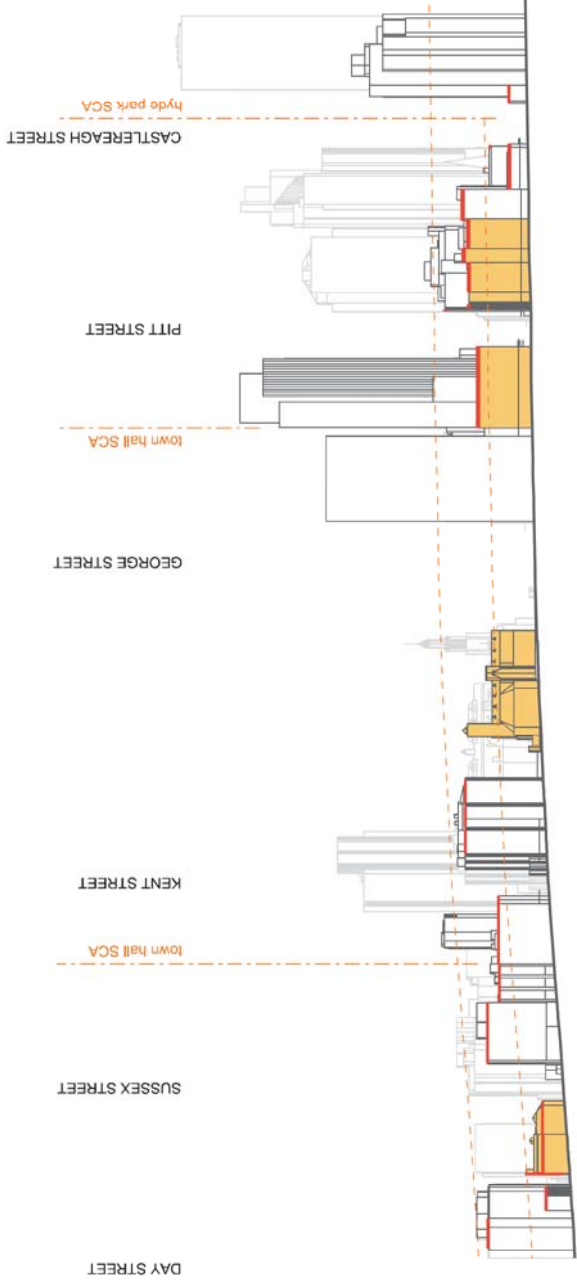 DAY STREET
SUSSEX STREET
town hall SCA
KENT STREET
GEORGE STREET
town hall SCA
PITT STREET
CASTLEREAGH STREET
hyde park SCA